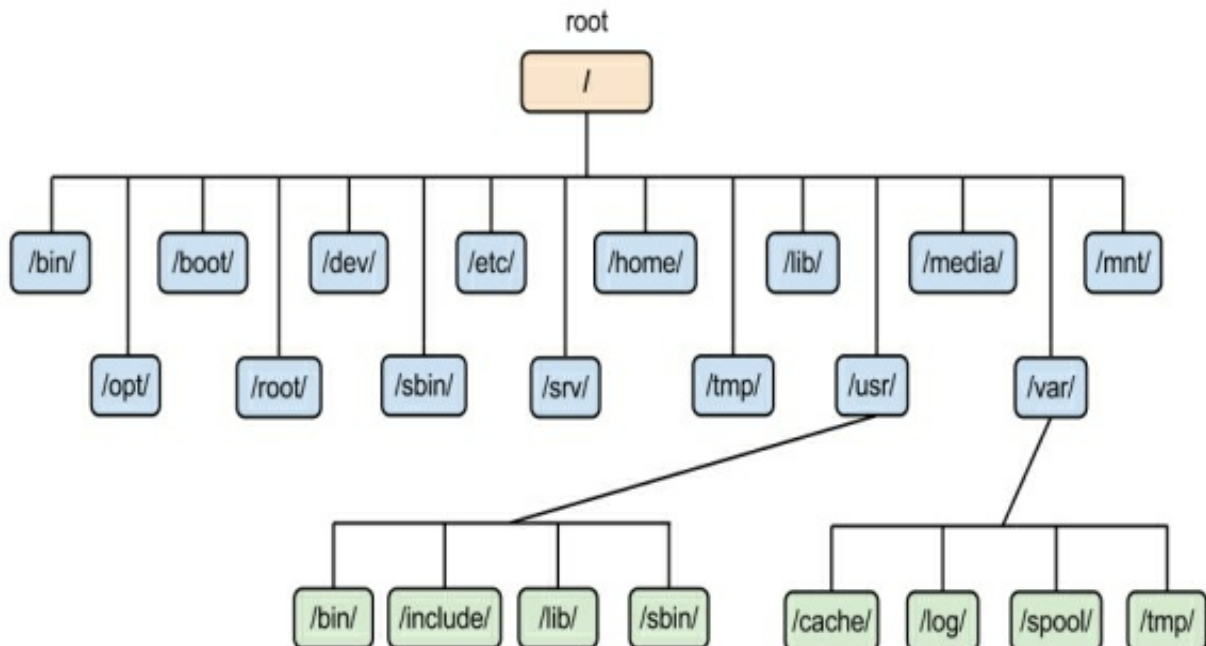 root
/
/bin/ /boot/ /dev/ /etc/ /home/ /lib/ /media/ /mnt/
/opt/ /root/ /sbin/ /srv/ /tmp/ /usr/ /var/
/bin/ /include/ /lib/ /sbin/ /cache/ /log/ /spool/ /tmp/